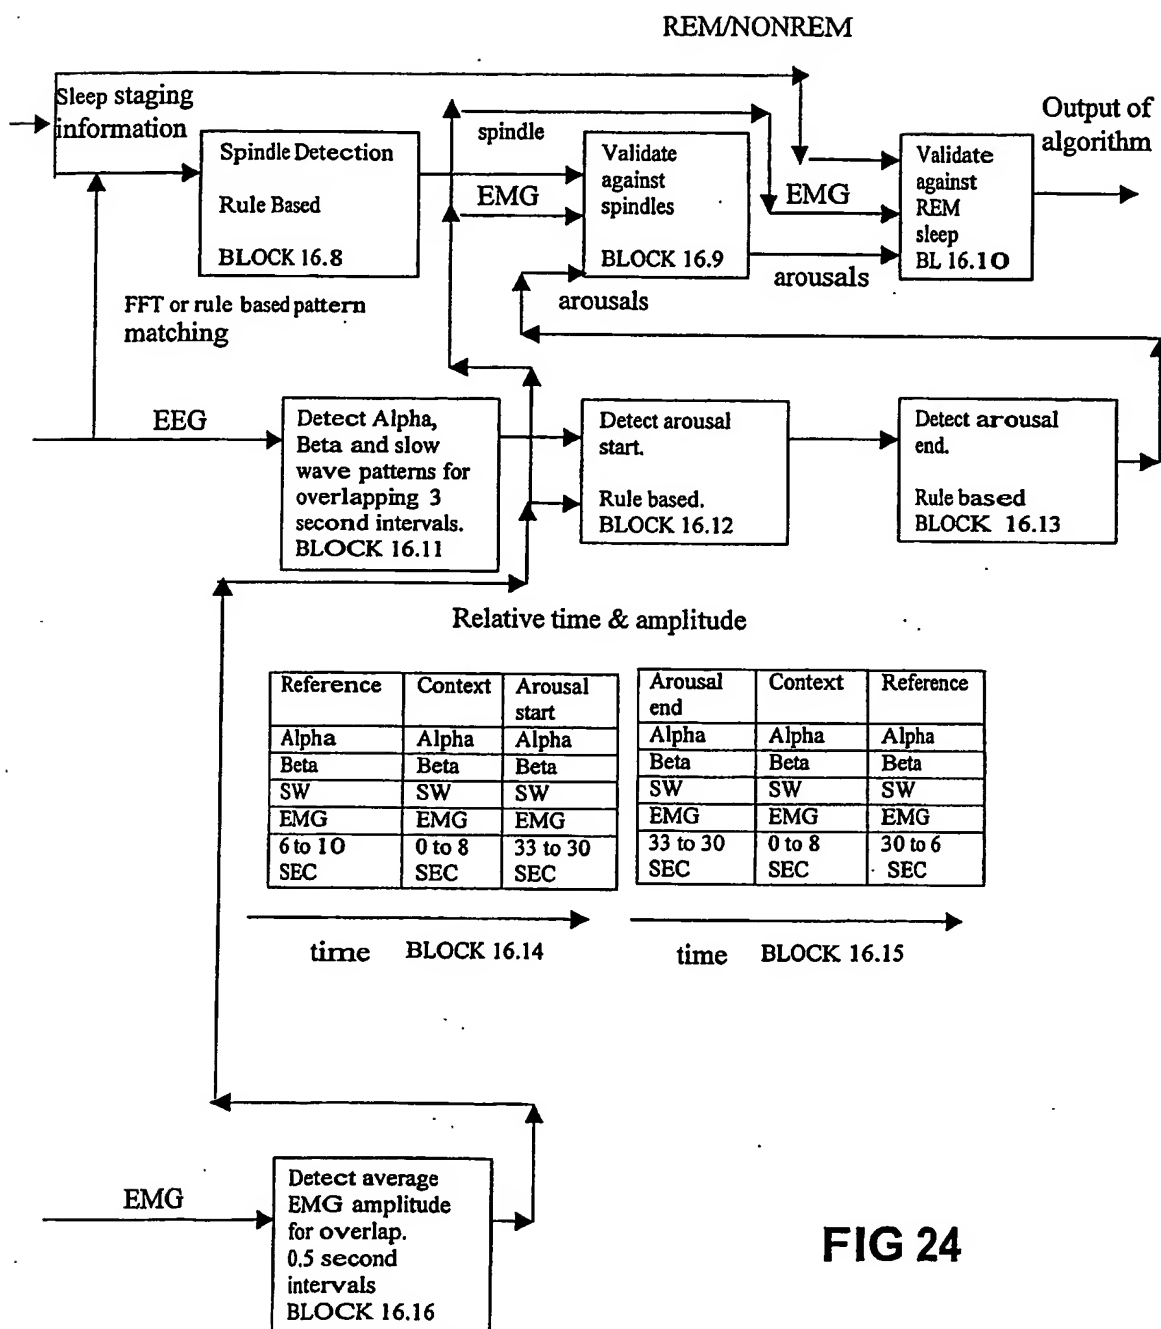 REM/NONREM
Sleep staging
information
Spindle Detection
Rule Based
BLOCK 16.8
spindle
EMG
Validate
against
spindles
BLOCK 16.9
EMG
arousals
arousals
Validate
against
REM
sleep
BL 16.10
Output of
algorithm
FFT or rule based pattern
matching
EEG
Detect Alpha,
Beta and slow
wave patterns for
overlapping 3
second intervals.
BLOCK 16.11
Detect arousal
start.
Rule based.
BLOCK 16.12
Detect arousal
end.
Rule based
BLOCK 16.13
Relative time & amplitude
Reference Context Arousal
start
Alpha Alpha Alpha
Beta Beta Beta
SW SW SW
EMG EMG EMG
6 to 10 0 to 8 33 to 30
SEC SEC SEC
time BLOCK 16.14
Arousal Context Reference
end
Alpha Alpha Alpha
Beta Beta Beta
SW SW SW
EMG EMG EMG
33 to 30 0 to 8 30 to 6
SEC SEC SEC
time BLOCK 16.15
EMG
Detect average
EMG amplitude
for overlap.
0.5 second
intervals
BLOCK 16.16
FIG 24